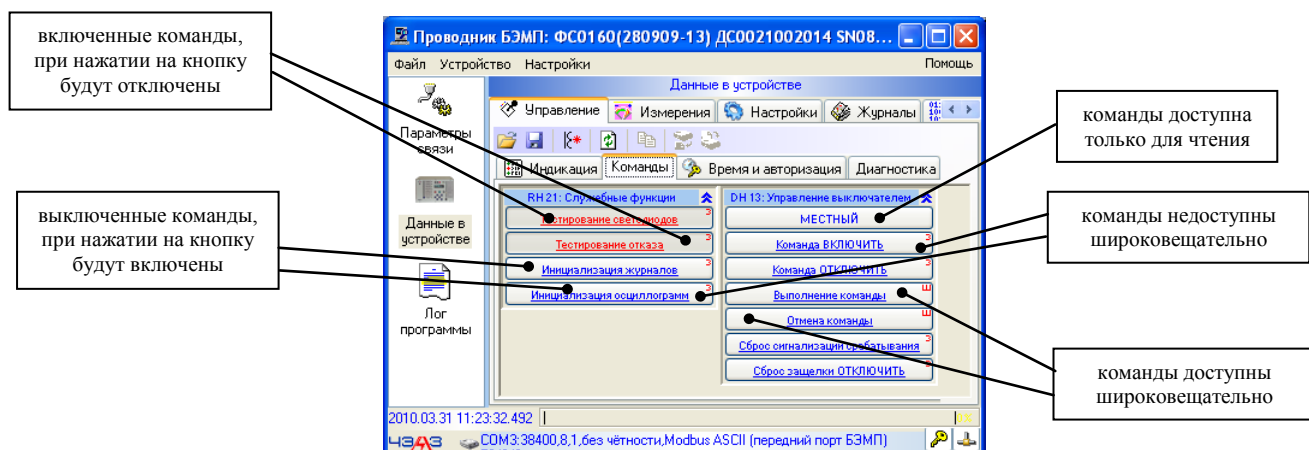 включенные команды,
при нажатии на кнопку
будут отключены
выключенные команды,
при нажатии на кнопку
будут включены
Проводник БЭМП: ФС0160(280909-13) ДС0021002014 SN08...
Файл Устройство Настройки Помощь
Параметры
связи
Данные в
устройстве
Лог
программы
Данные в устройстве
Управление Измерения Настройки Журналы
Индикация Команды Время и авторизация Диагностика
RH 21: Служебные функции
Тестирование светодиодов Э
Тестирование отказа Э
Инициализация журналов Э
Инициализация осциллограмм Э
DH 13: Управление выключателем
МЕСТНЫЙ
Команда ВКЛЮЧИТЬ Э
Команда ОТКЛЮЧИТЬ Э
Выполнение команды Ш
Отмена команды Ш
Сброс сигнализации срабатывания Э
Сброс защелки ОТКЛЮЧИТЬ Э
2010.03.31 11:23:32.492
ЧЭАЗ COM3:38400,8,1,без чётности,Modbus ASCII (передний порт БЭМП)
команды доступна
только для чтения
команды недоступны
широковещательно
команды доступны
широковещательно